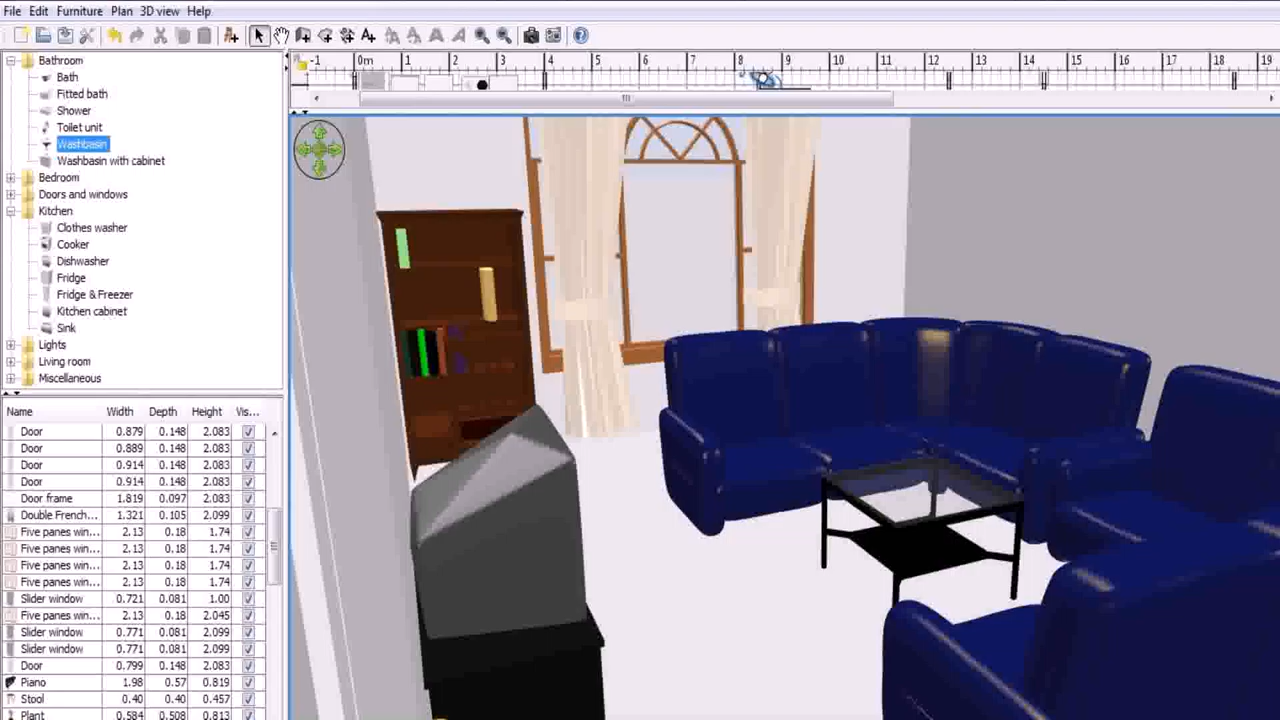 File Edit Furniture Plan 3D view Help
-1 0m 1 2 3 4 5 6 7 8 9 10 11 12 13 14 15 16 17 18 19
Bathroom
Bath
Fitted bath
Shower
Toilet unit
Washbasin
Washbasin with cabinet
Bedroom
Doors and windows
Kitchen
Clothes washer
Cooker
Dishwasher
Fridge
Fridge & Freezer
Kitchen cabinet
Sink
Lights
Living room
Miscellaneous
Name Width Depth Height Vis...
Door 0.879 0.148 2.083
Door 0.889 0.148 2.083
Door 0.914 0.148 2.083
Door 0.914 0.148 2.083
Door frame 1.819 0.097 2.083
Double French... 1.321 0.105 2.099
Five panes win... 2.13 0.18 1.74
Five panes win... 2.13 0.18 1.74
Five panes win... 2.13 0.18 1.74
Five panes win... 2.13 0.18 1.74
Slider window 0.721 0.081 1.00
Five panes win... 2.13 0.18 2.045
Slider window 0.771 0.081 2.099
Slider window 0.771 0.081 2.099
Door 0.799 0.148 2.083
Piano 1.98 0.57 0.819
Stool 0.40 0.40 0.457
Plant 0.584 0.508 0.813